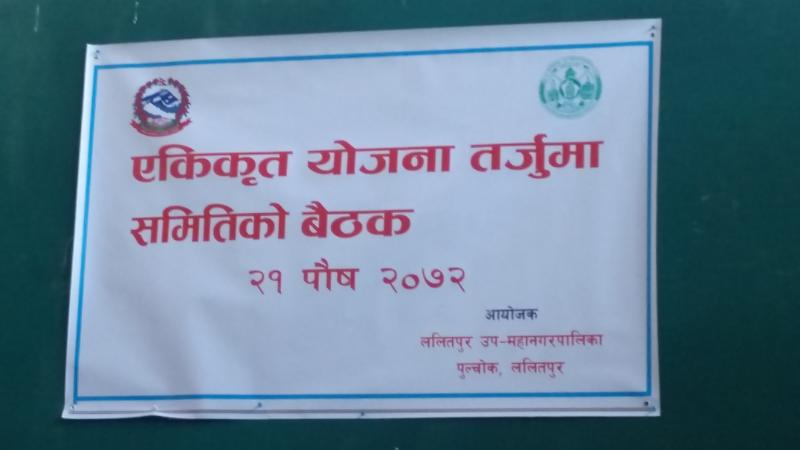 एकिकृत योजना तर्जुमा
समितिको बैठक
२१ पौष २०७२
आयोजक
ललितपुर उप-महानगरपालिका
पुल्चोक, ललितपुर